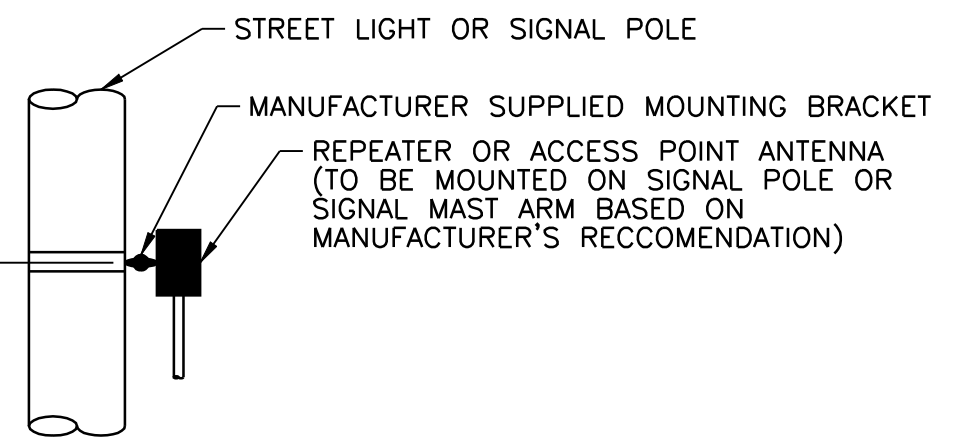 STREET LIGHT OR SIGNAL POLE
MANUFACTURER SUPPLIED MOUNTING BRACKET
REPEATER OR ACCESS POINT ANTENNA
(TO BE MOUNTED ON SIGNAL POLE OR
SIGNAL MAST ARM BASED ON
MANUFACTURER'S RECCOMENDATION)